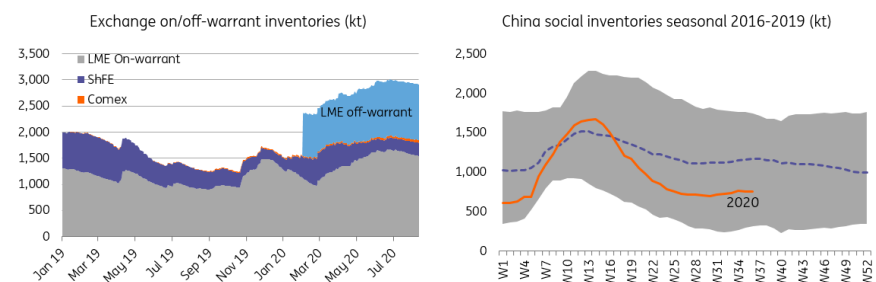 Exchange on/off-warrant inventories (kt)
3,500
3,000
2,500
2,000
1,500
1,000
500
0
LME On-warrant
ShFE
Comex
LME off-warrant
Jan 19
Mar 19
May 19
Jul 19
Sep 19
Nov 19
Jan 20
Mar 20
May 20
Jul 20
China social inventories seasonal 2016-2019 (kt)
2,500
2,000
1,500
1,000
500
0
2020
W1
W4
W7
W10
W13
W16
W19
W22
W25
W28
W31
W34
W37
W40
W43
W46
W49
W52